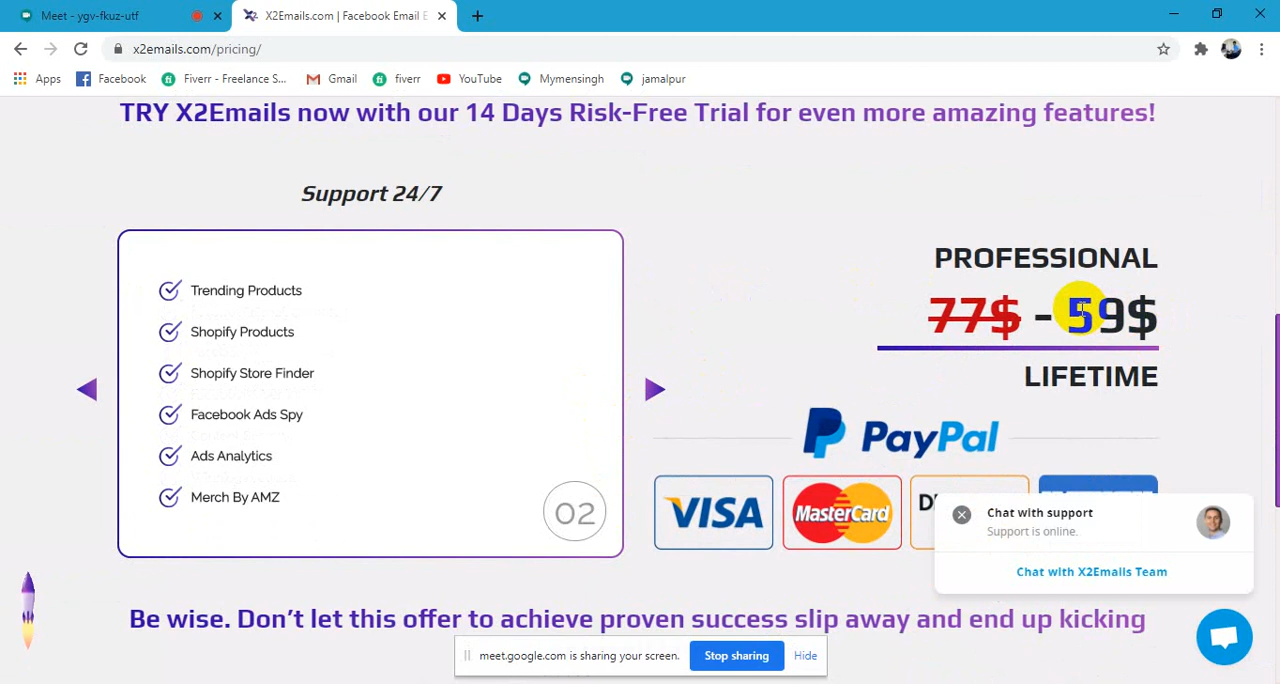 Meet - ygv-fkuz-utf
X2Emails.com | Facebook Email E
x2emails.com/pricing/
Apps
Facebook
Fiverr - Freelance S...
Gmail
fiverr
YouTube
Mymensingh
jamalpur
TRY X2Emails now with our 14 Days Risk-Free Trial for even more amazing features!
Support 24/7
Trending Products
Shopify Products
Shopify Store Finder
Facebook Ads Spy
Ads Analytics
Merch By AMZ
02
PROFESSIONAL
77$ - 59$
LIFETIME
PayPal
VISA
MasterCard
Chat with support
Support is online.
Chat with X2Emails Team
Be wise. Don't let this offer to achieve proven success slip away and end up kicking
meet.google.com is sharing your screen.
Stop sharing
Hide